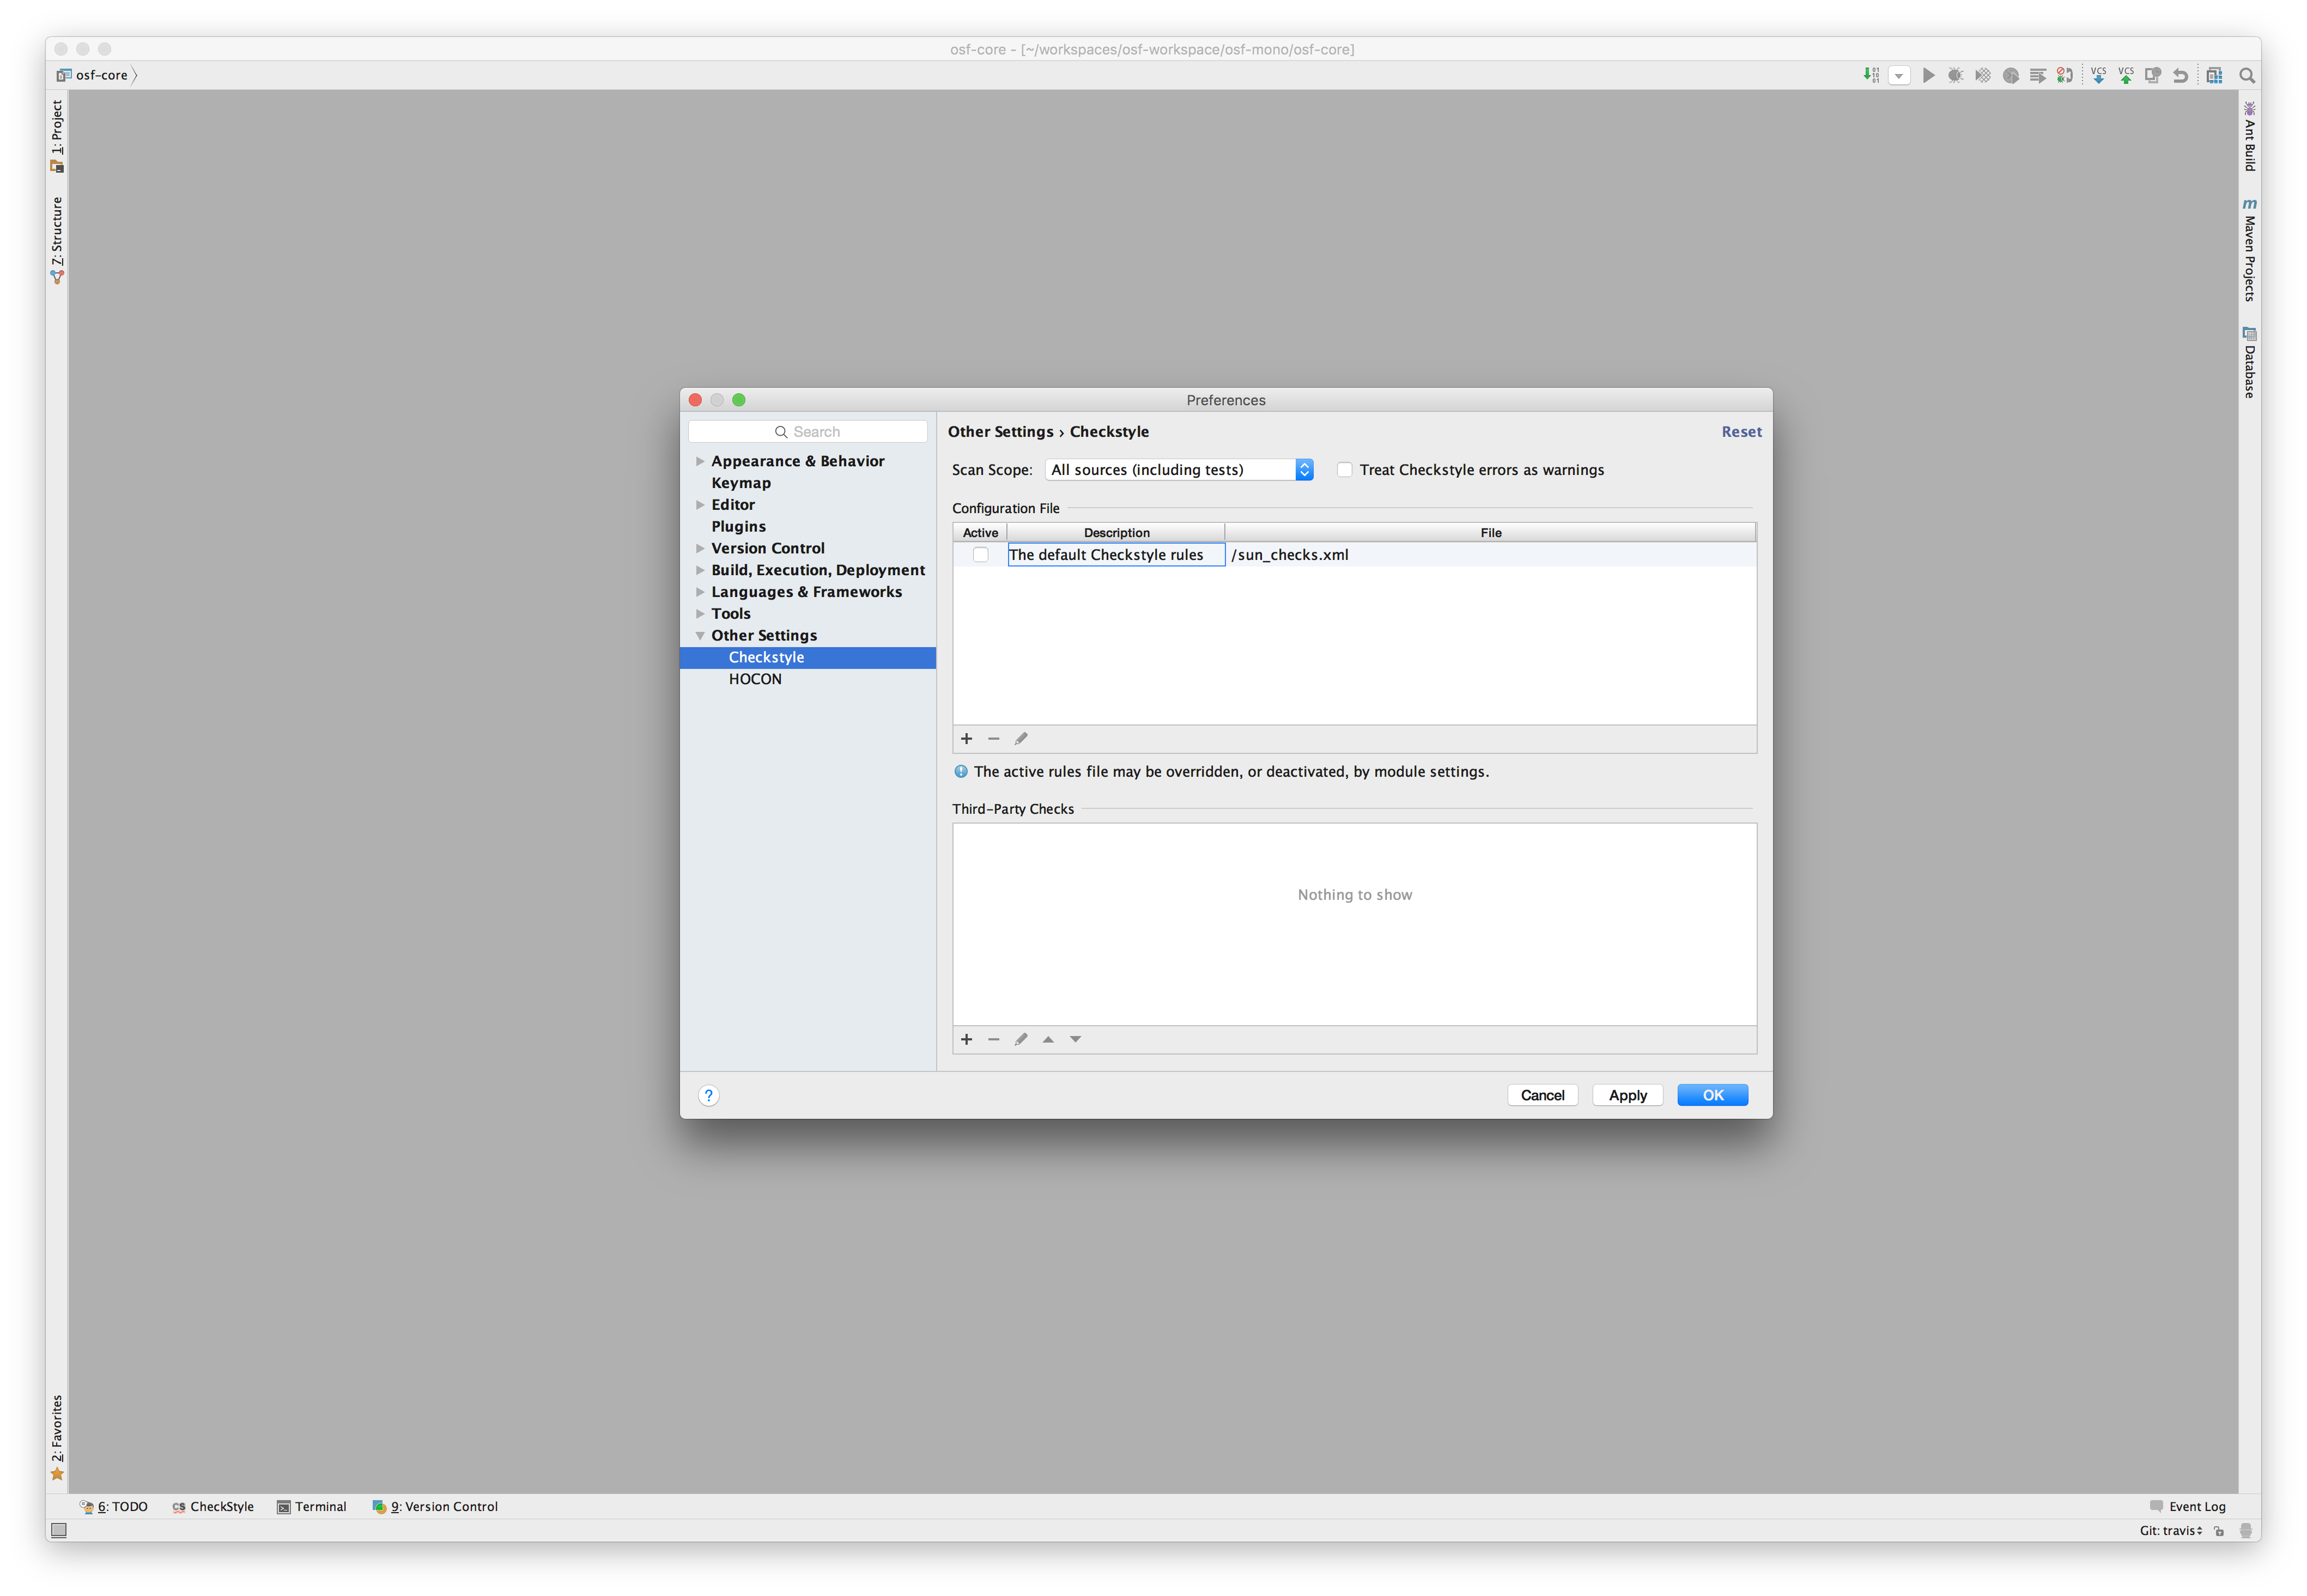 osf-core - [~/workspaces/osf-workspace/osf-mono/osf-core]
osf-core
VCS VCS
1: Project
7: Structure
2: Favorites
Ant Build
Maven Projects
Database
Preferences
Search
Appearance & Behavior
Keymap
Editor
Plugins
Version Control
Build, Execution, Deployment
Languages & Frameworks
Tools
Other Settings
Checkstyle
HOCON
Other Settings › Checkstyle Reset
Scan Scope: All sources (including tests) Treat Checkstyle errors as warnings
Configuration File
Active Description File
The default Checkstyle rules /sun_checks.xml
The active rules file may be overridden, or deactivated, by module settings.
Third-Party Checks
Nothing to show
? Cancel Apply OK
6: TODO CS CheckStyle Terminal 9: Version Control Event Log
Git: travis